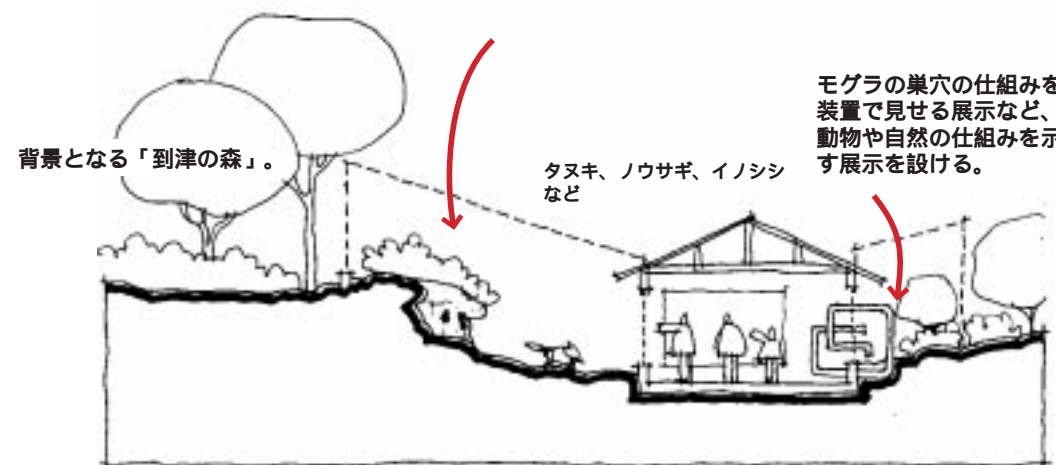 背景となる「到津の森」。
タヌキ、ノウサギ、イノシシ
など
モグラの巣穴の仕組みを
装置で見せる展示など、
動物や自然の仕組みを示
す展示を設ける。